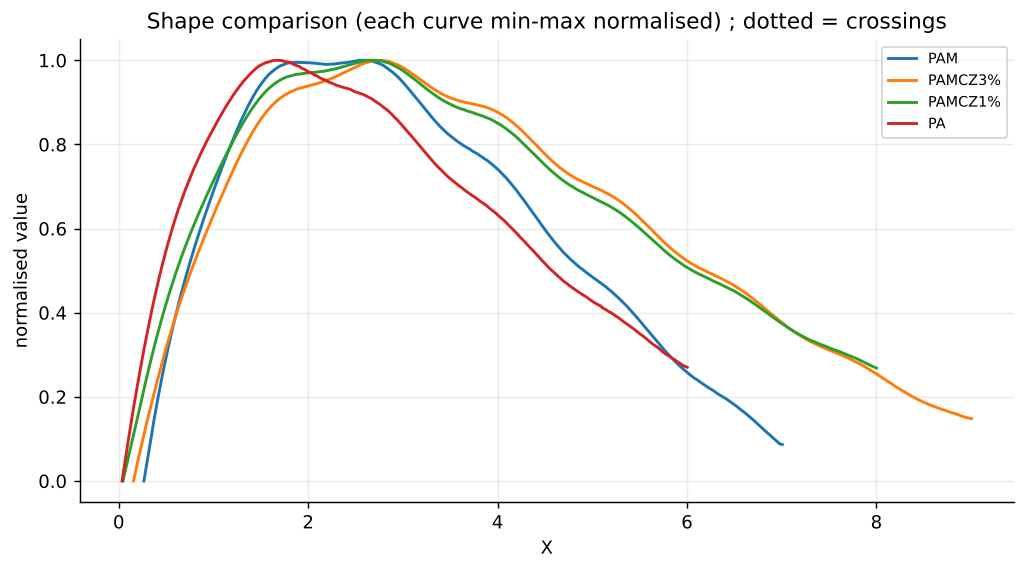 Shape comparison (each curve min-max normalised) ; dotted = crossings
PAM
PAMCZ3%
PAMCZ1%
PA
normalised value
1.0
0.8
0.6
0.4
0.2
0.0
0 2 4 6 8
X